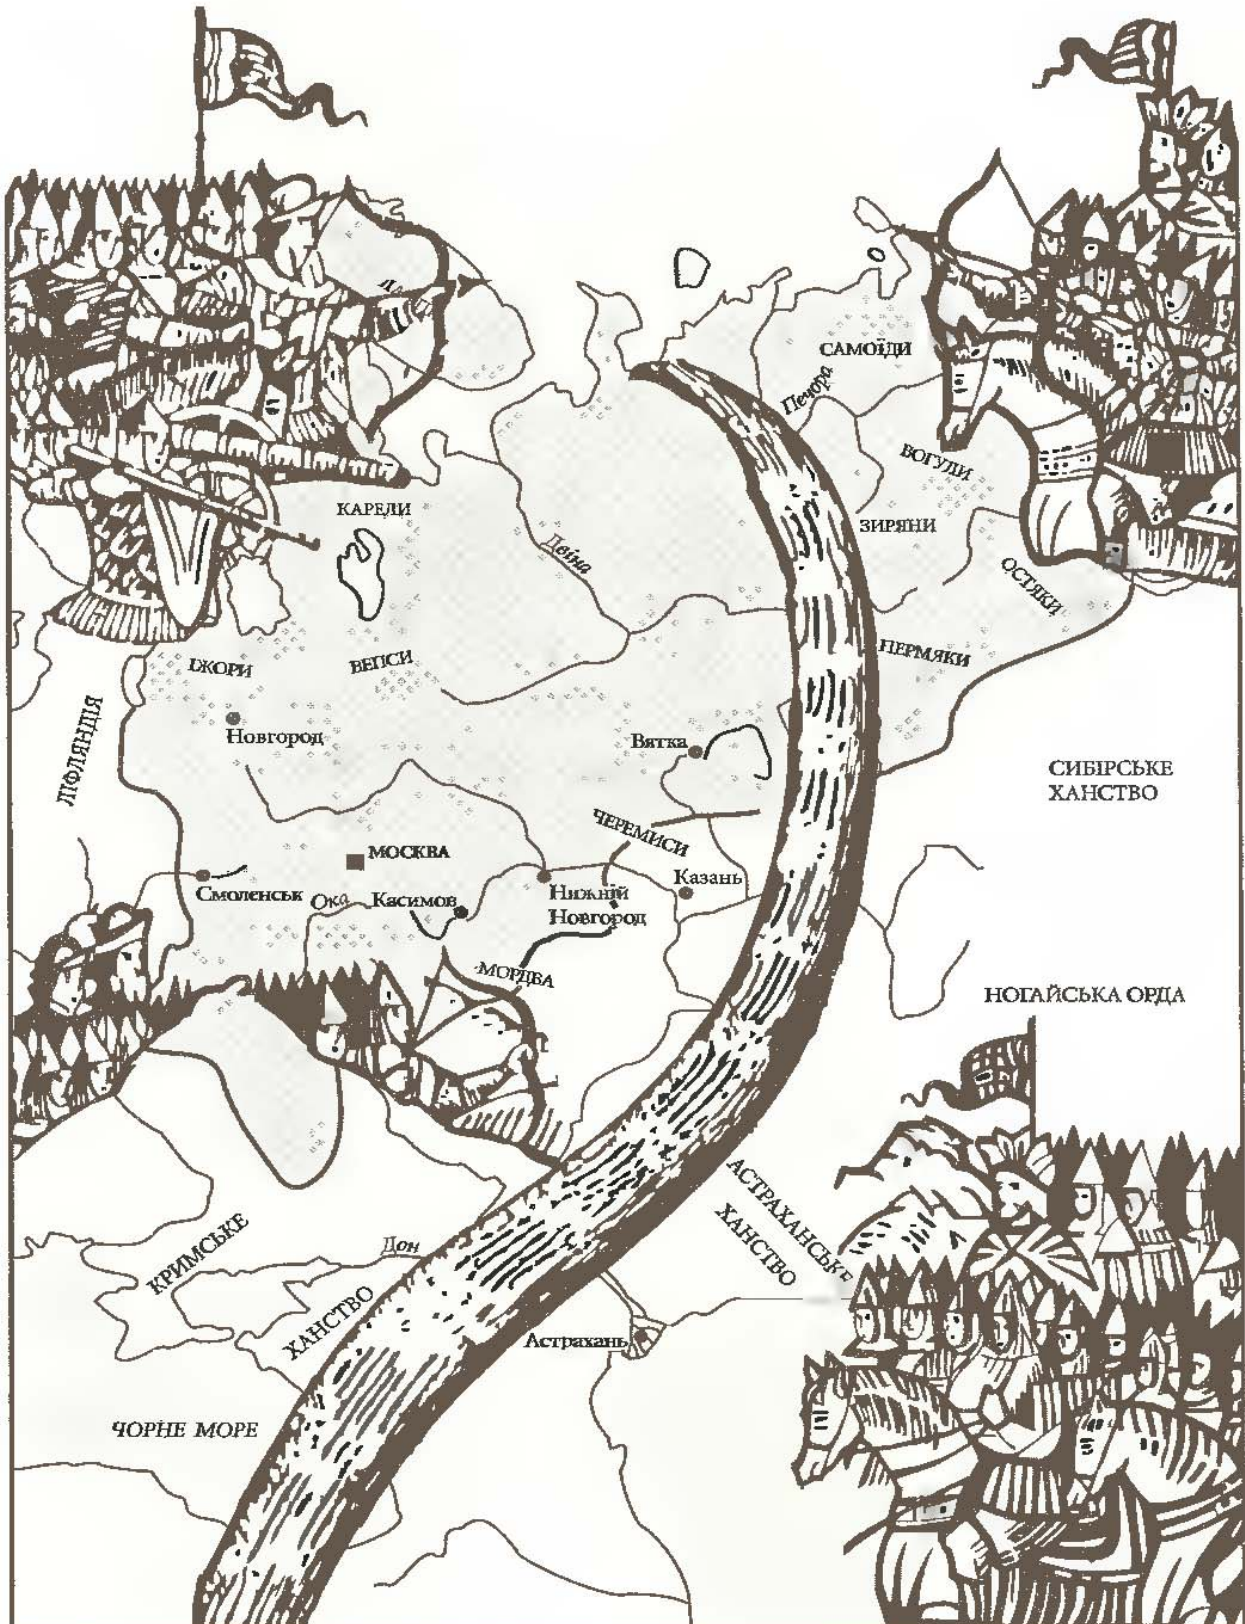 САМОЇДИ
Печора
ВОГУЛИ
КАРЕЛИ
ЗИРЯНИ
Двіна
ОСТЯКИ
ПЕРМЯКИ
ІЖОРИ
ВЕПСИ
Новгород
Вятка
ЛІФЛЯНДІЯ
СИБІРСЬКЕ
ХАНСТВО
ЧЕРЕМИСИ
МОСКВА
Смоленськ
Ока
Касимов
Нижній
Новгород
Казань
МОРДВА
НОГАЙСЬКА ОРДА
АСТРАХАНСЬКЕ
ХАНСТВО
КРИМСЬКЕ
ХАНСТВО
Дон
Астрахань
ЧОРНЕ МОРЕ